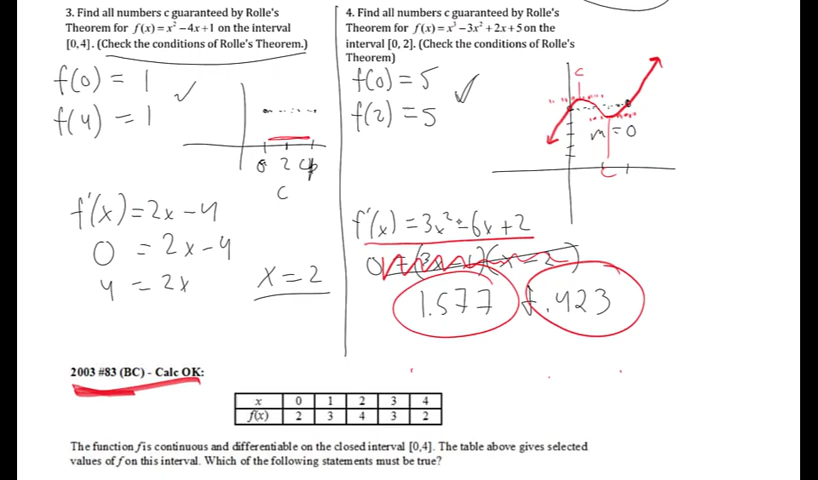 3. Find all numbers c guaranteed by Rolle's
Theorem for f(x) = x² −4x+1 on the interval
[0,4]. (Check the conditions of Rolle's Theorem.)
f(0) = 1 ✓
f(4) = 1
0 2 4
C
f'(x)=2x-4
0 = 2x-4
4 = 2x
x=2
4. Find all numbers c guaranteed by Rolle's
Theorem for f(x) = x³ −3x² + 2x + 5 on the
interval [0, 2]. (Check the conditions of Rolle's
Theorem)
f(0) = 5 ✓
f(2) = 5
c
m=0
c
f'(x) = 3x²-6x+2
1.577 & .423
2003 #83 (BC) - Calc OK:
x 0 1 2 3 4
f(x) 2 3 4 3 2
The function f is continuous and differentiable on the closed interval [0,4]. The table above gives selected
values of f on this interval. Which of the following statements must be true?